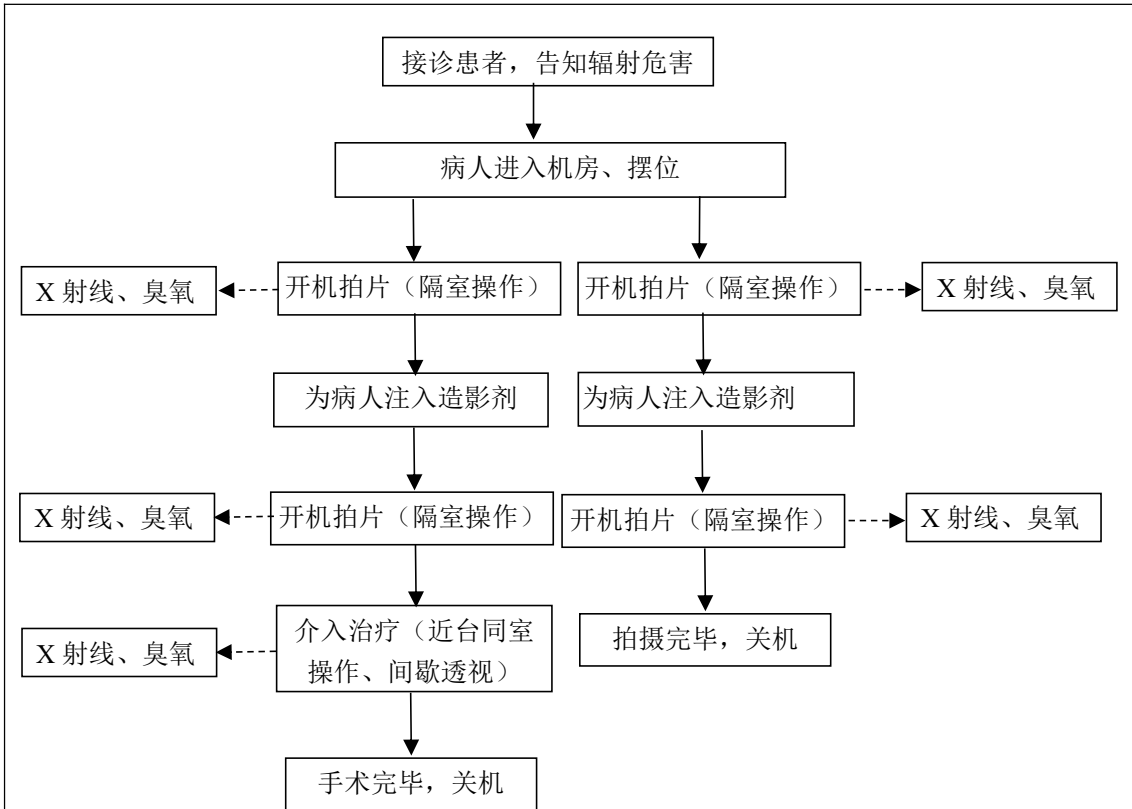 接诊患者，告知辐射危害
病人进入机房、摆位
X 射线、臭氧
开机拍片（隔室操作）
开机拍片（隔室操作）
X 射线、臭氧
为病人注入造影剂
为病人注入造影剂
X 射线、臭氧
开机拍片（隔室操作）
开机拍片（隔室操作）
X 射线、臭氧
X 射线、臭氧
介入治疗（近台同室
操作、间歇透视）
拍摄完毕，关机
手术完毕，关机